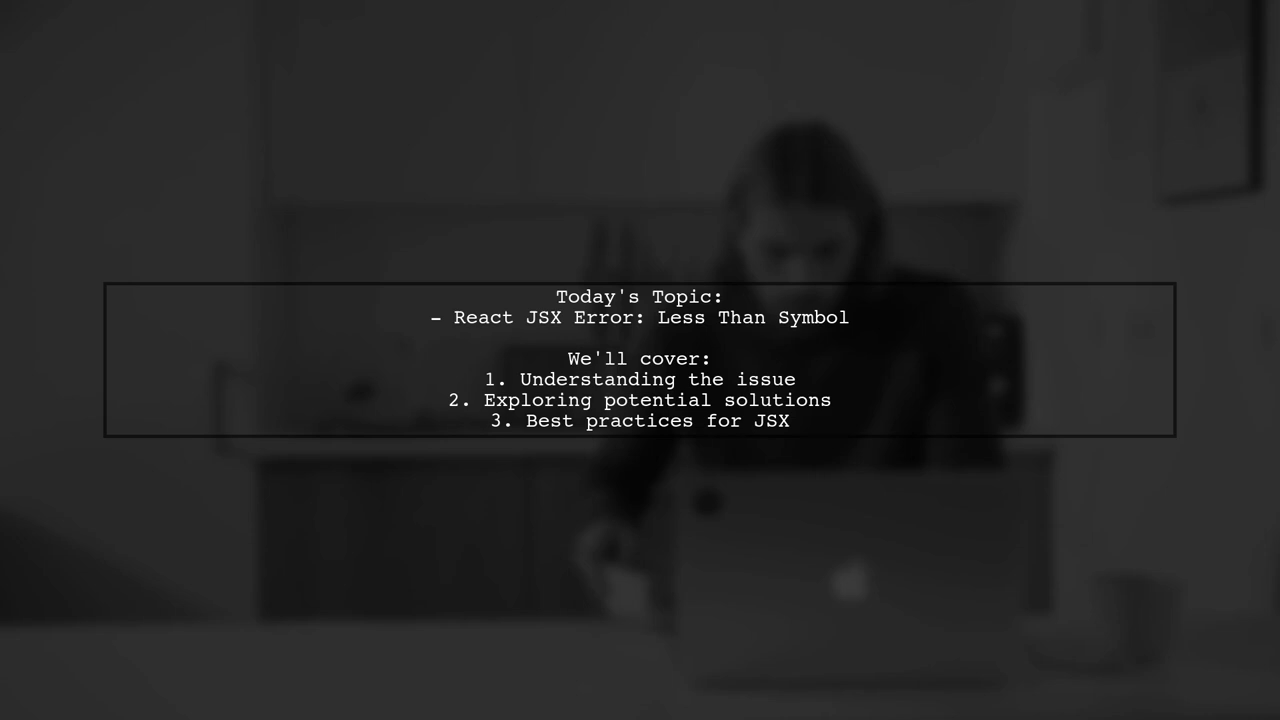 Today's Topic:
- React JSX Error: Less Than Symbol
We'll cover:
1. Understanding the issue
2. Exploring potential solutions
3. Best practices for JSX